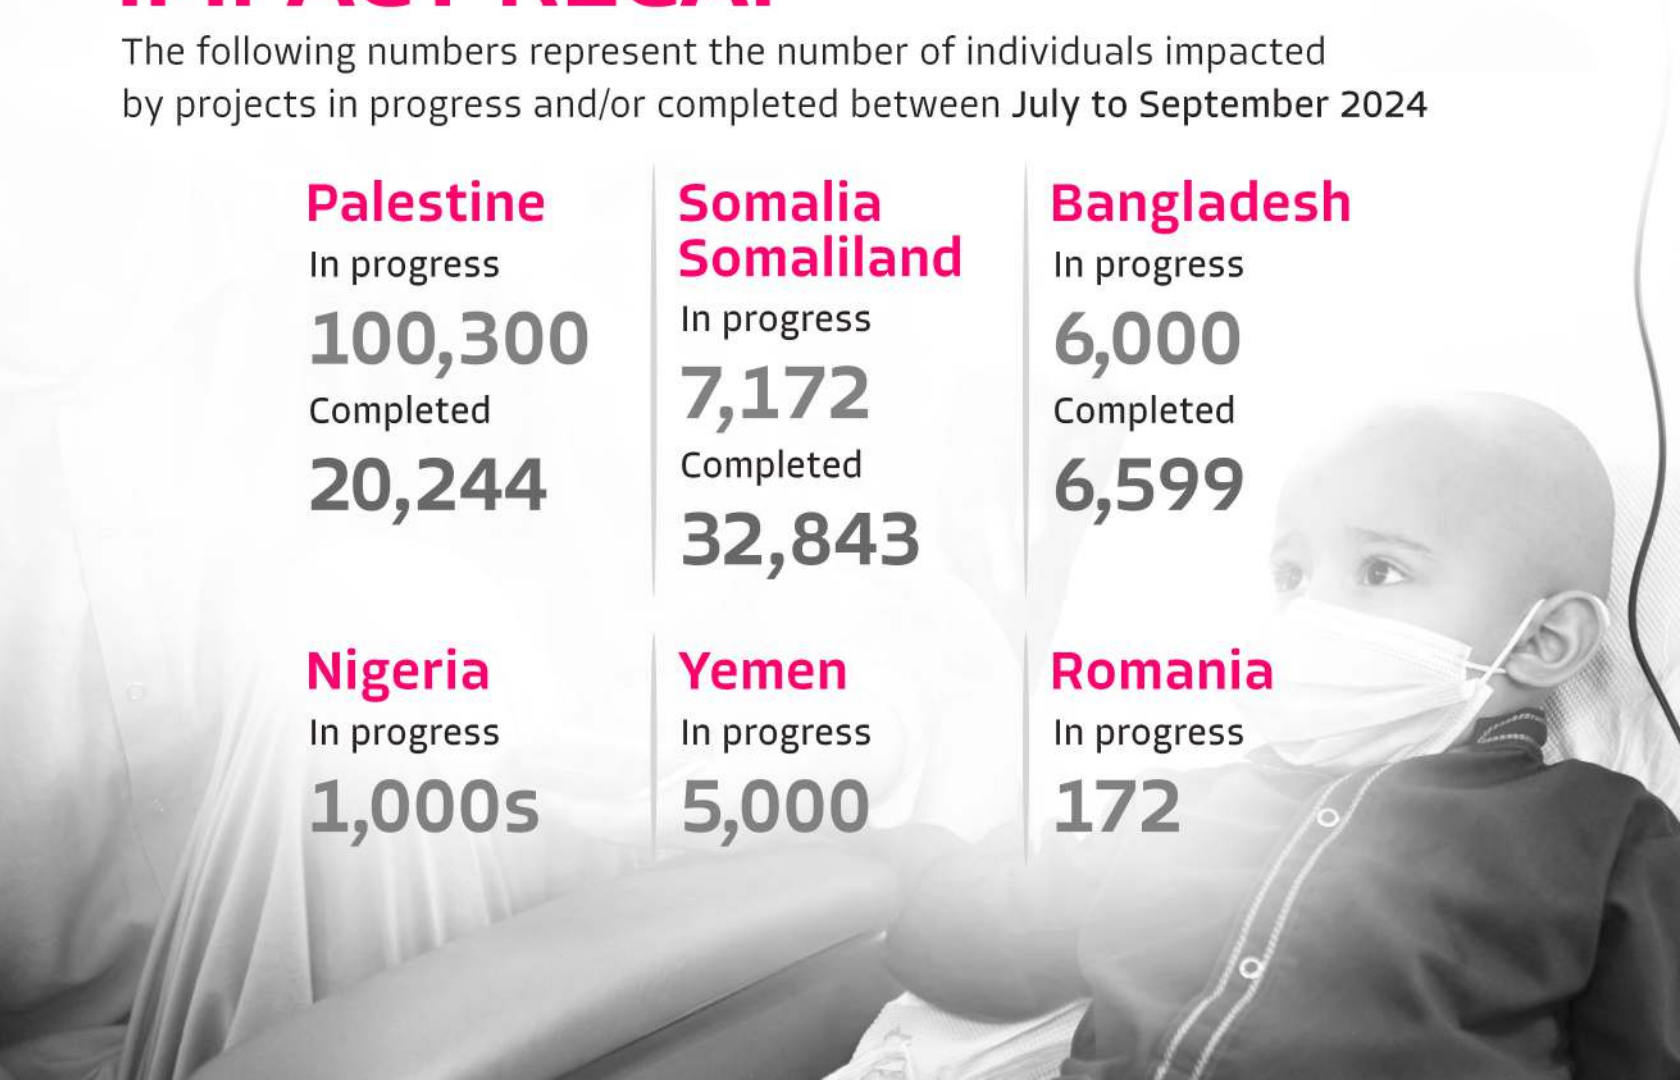 IMPACT RECAP
The following numbers represent the number of individuals impacted
by projects in progress and/or completed between July to September 2024
Palestine
In progress
100,300
Completed
20,244
Somalia
Somaliland
In progress
7,172
Completed
32,843
Bangladesh
In progress
6,000
Completed
6,599
Nigeria
In progress
1,000s
Yemen
In progress
5,000
Romania
In progress
172